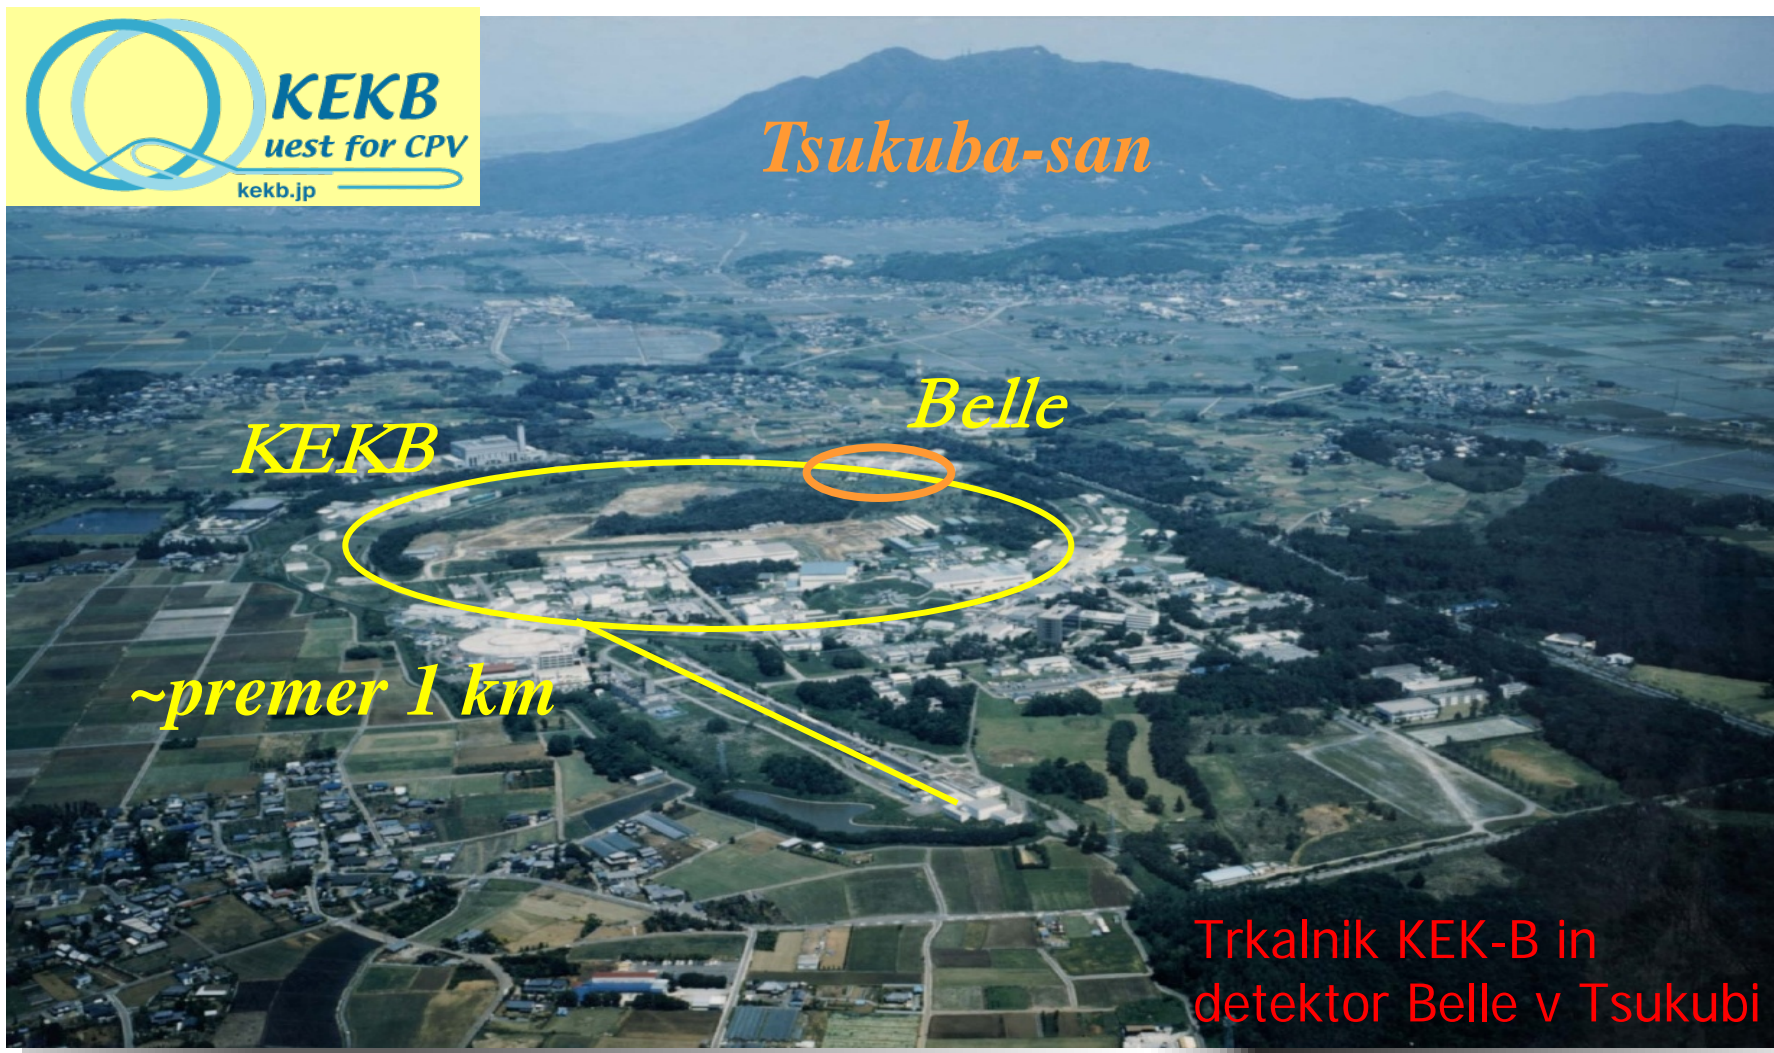 KEKB
uest for CPV
kekb.jp
Tsukuba-san
Belle
KEKB
~premer 1 km
Trkalnik KEK-B in
detektor Belle v Tsukubi